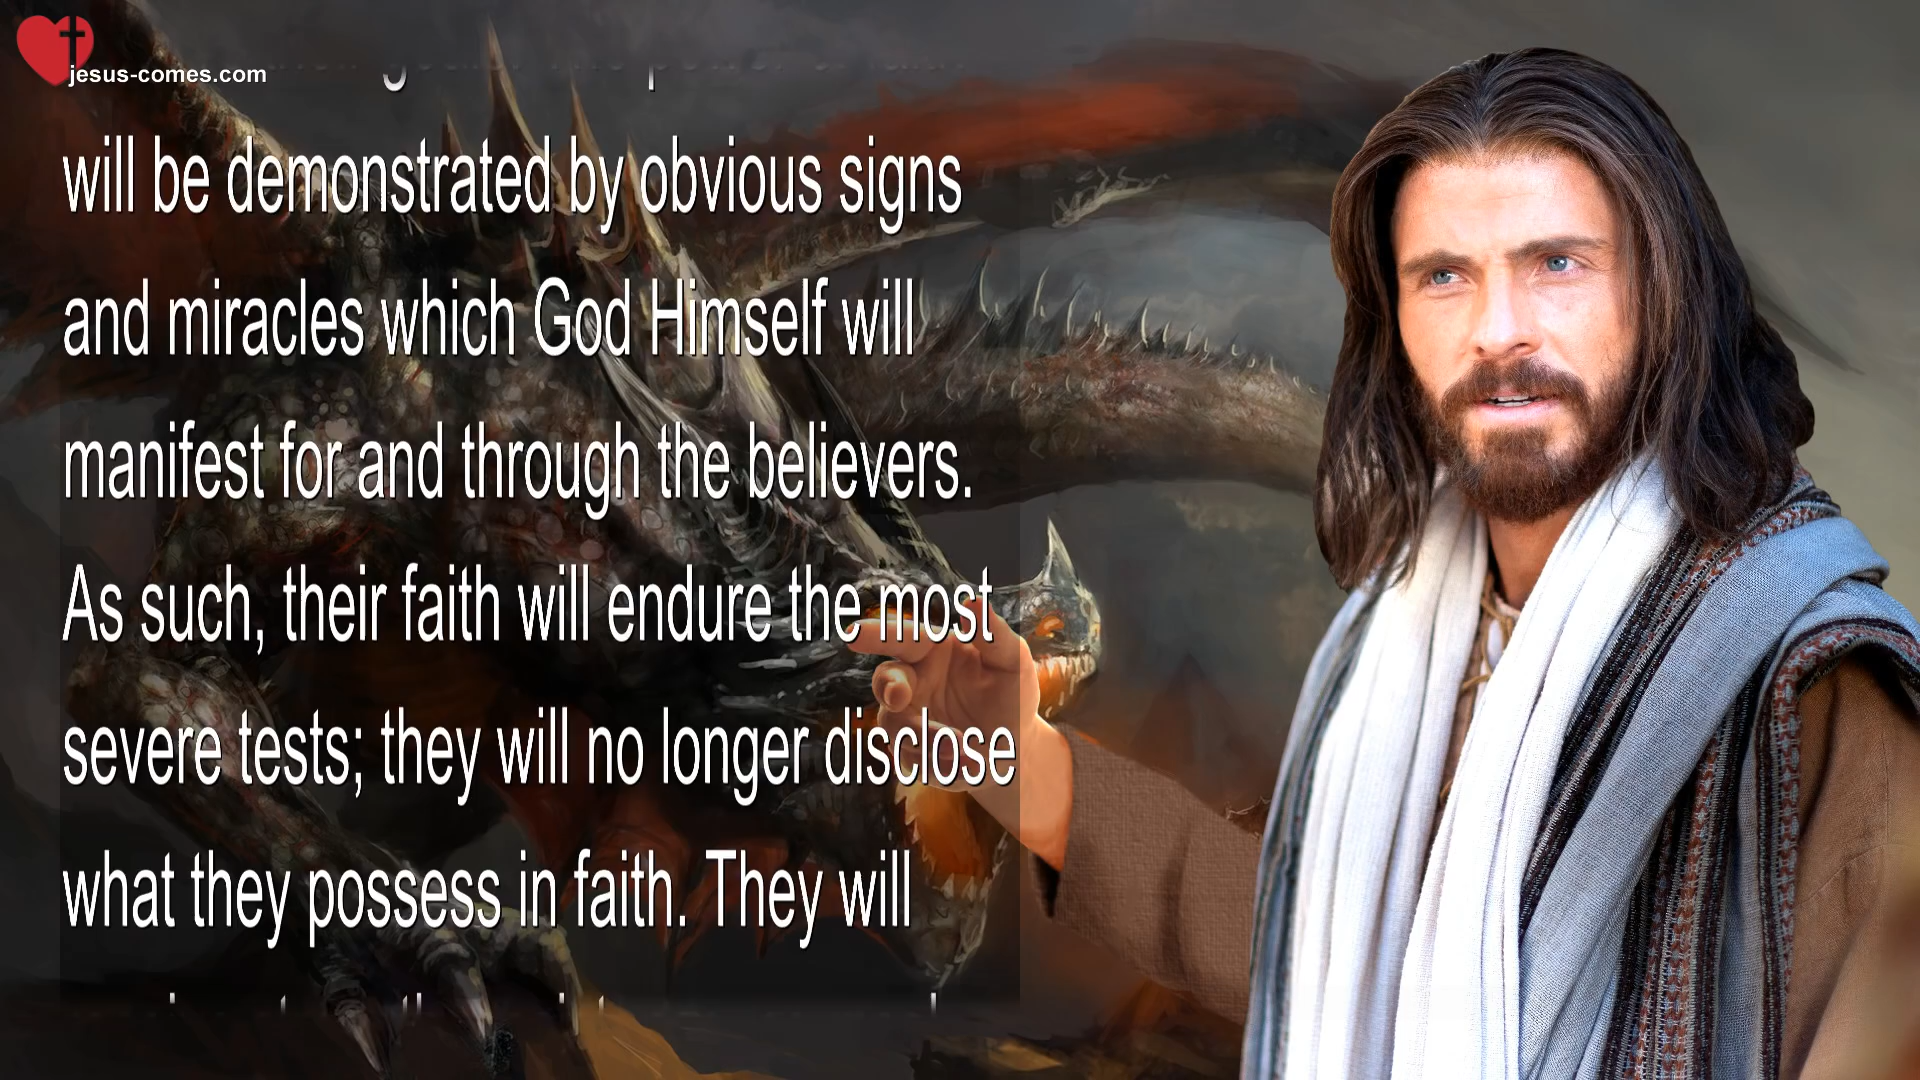 jesus-comes.com
will be demonstrated by obvious signs
and miracles which God Himself will
manifest for and through the believers.
As such, their faith will endure the most
severe tests; they will no longer disclose
what they possess in faith. They will